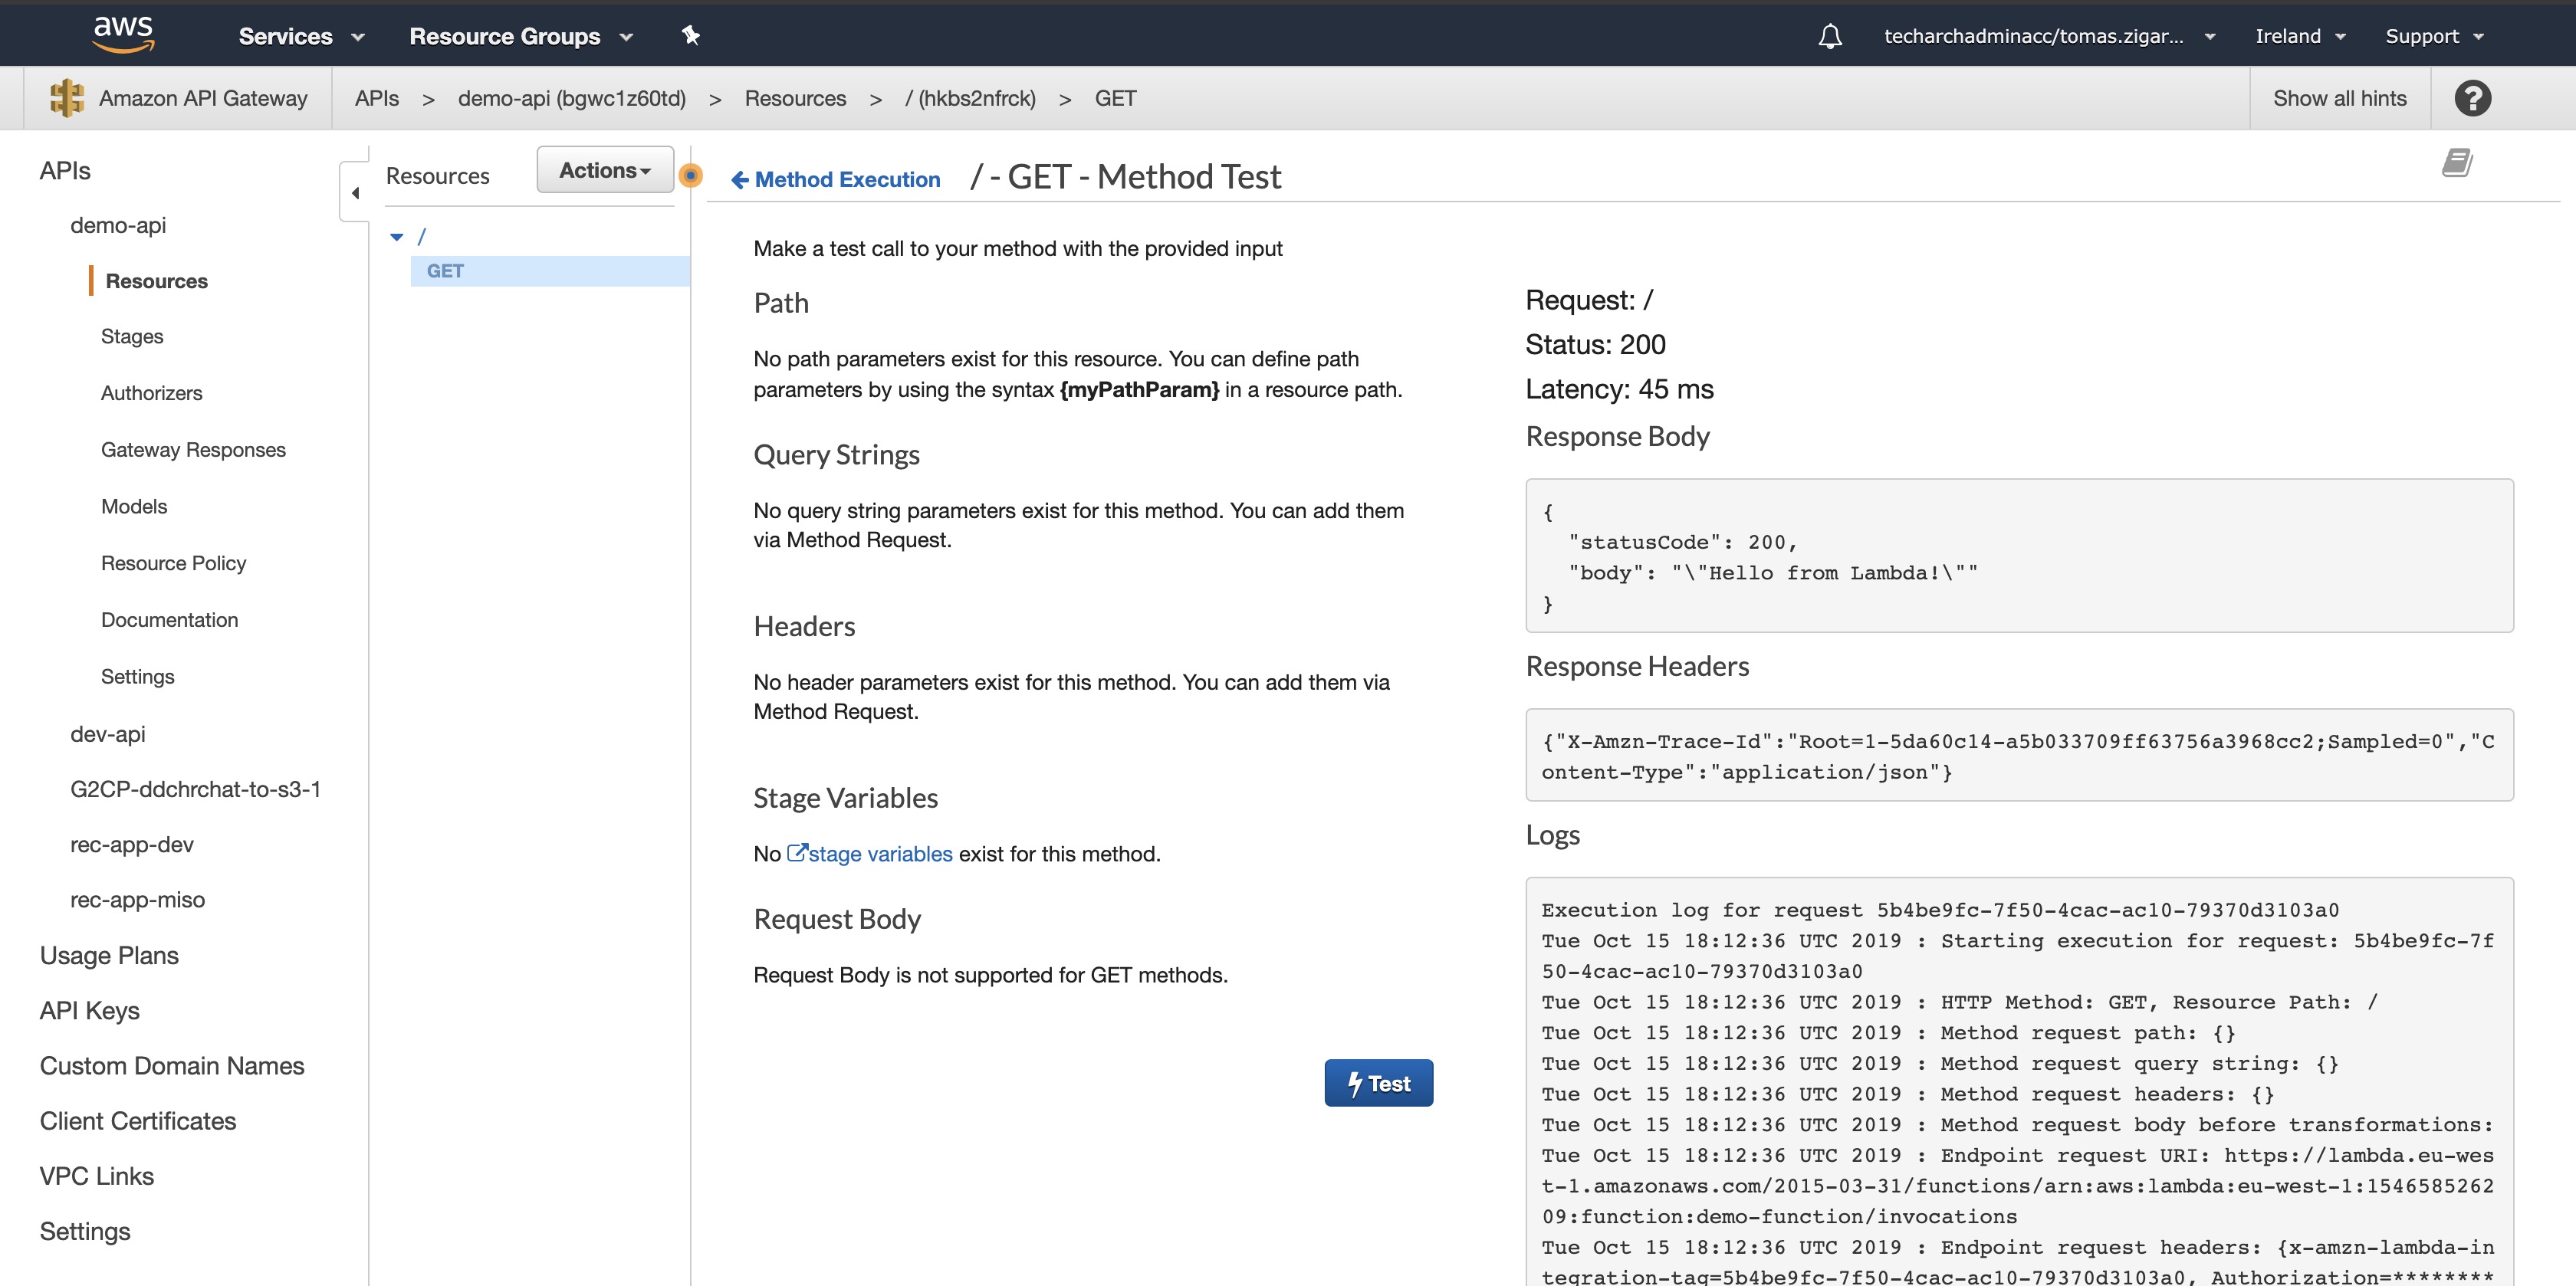 aws
Services
Resource Groups
techarchadminacc/tomas.zigar...
Ireland
Support
Amazon API Gateway
APIs > demo-api (bgwc1z60td) > Resources > / (hkbs2nfrck) > GET
Show all hints
?
APIs
demo-api
Resources
Stages
Authorizers
Gateway Responses
Models
Resource Policy
Documentation
Settings
dev-api
G2CP-ddchrchat-to-s3-1
rec-app-dev
rec-app-miso
Usage Plans
API Keys
Custom Domain Names
Client Certificates
VPC Links
Settings
Resources
Actions
/
GET
Method Execution
/ - GET - Method Test
Make a test call to your method with the provided input
Path
No path parameters exist for this resource. You can define path
parameters by using the syntax {myPathParam} in a resource path.
Query Strings
No query string parameters exist for this method. You can add them
via Method Request.
Headers
No header parameters exist for this method. You can add them via
Method Request.
Stage Variables
No stage variables exist for this method.
Request Body
Request Body is not supported for GET methods.
Test
Request: /
Status: 200
Latency: 45 ms
Response Body
{
"statusCode": 200,
"body": "\"Hello from Lambda!\""
}
Response Headers
{"X-Amzn-Trace-Id":"Root=1-5da60c14-a5b033709ff63756a3968cc2;Sampled=0","C
ontent-Type":"application/json"}
Logs
Execution log for request 5b4be9fc-7f50-4cac-ac10-79370d3103a0
Tue Oct 15 18:12:36 UTC 2019 : Starting execution for request: 5b4be9fc-7f
50-4cac-ac10-79370d3103a0
Tue Oct 15 18:12:36 UTC 2019 : HTTP Method: GET, Resource Path: /
Tue Oct 15 18:12:36 UTC 2019 : Method request path: {}
Tue Oct 15 18:12:36 UTC 2019 : Method request query string: {}
Tue Oct 15 18:12:36 UTC 2019 : Method request headers: {}
Tue Oct 15 18:12:36 UTC 2019 : Method request body before transformations:
Tue Oct 15 18:12:36 UTC 2019 : Endpoint request URI: https://lambda.eu-wes
t-1.amazonaws.com/2015-03-31/functions/arn:aws:lambda:eu-west-1:1546585262
09:function:demo-function/invocations
Tue Oct 15 18:12:36 UTC 2019 : Endpoint request headers: {x-amzn-lambda-in
tegration-tag=5b4be9fc-7f50-4cac-ac10-79370d3103a0, Authorization=********